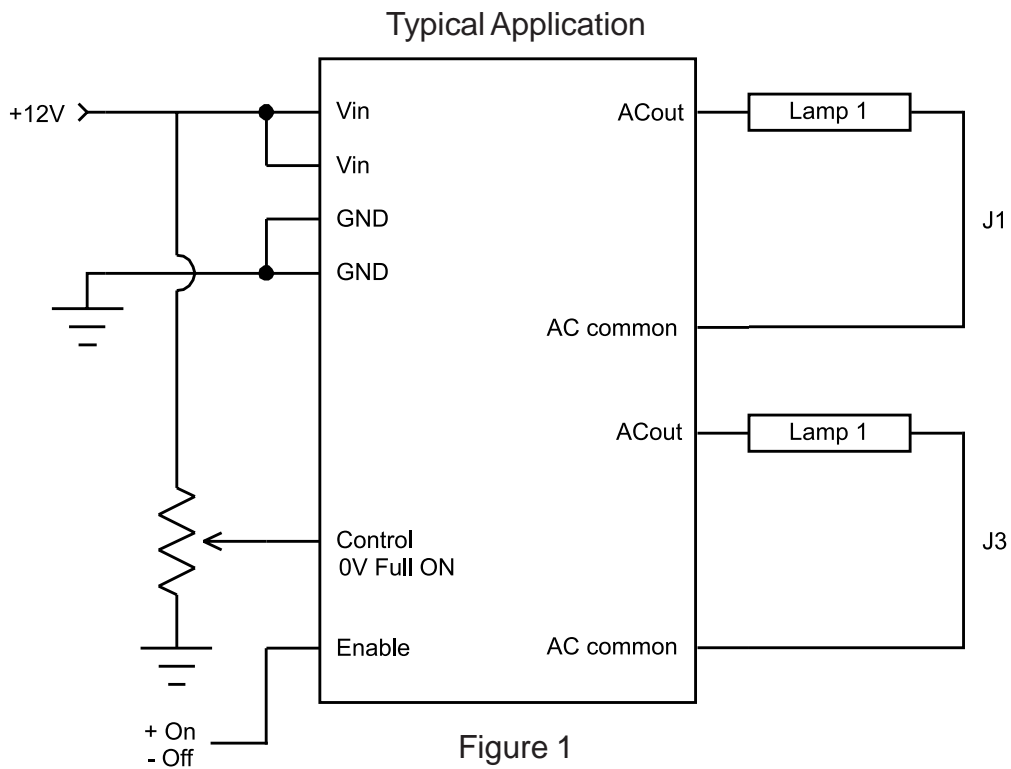 Typical Application
+12V
Vin
Vin
GND
GND
Control
0V Full ON
Enable
+ On
- Off
ACout
Lamp 1
J1
AC common
ACout
Lamp 1
J3
AC common
Figure 1